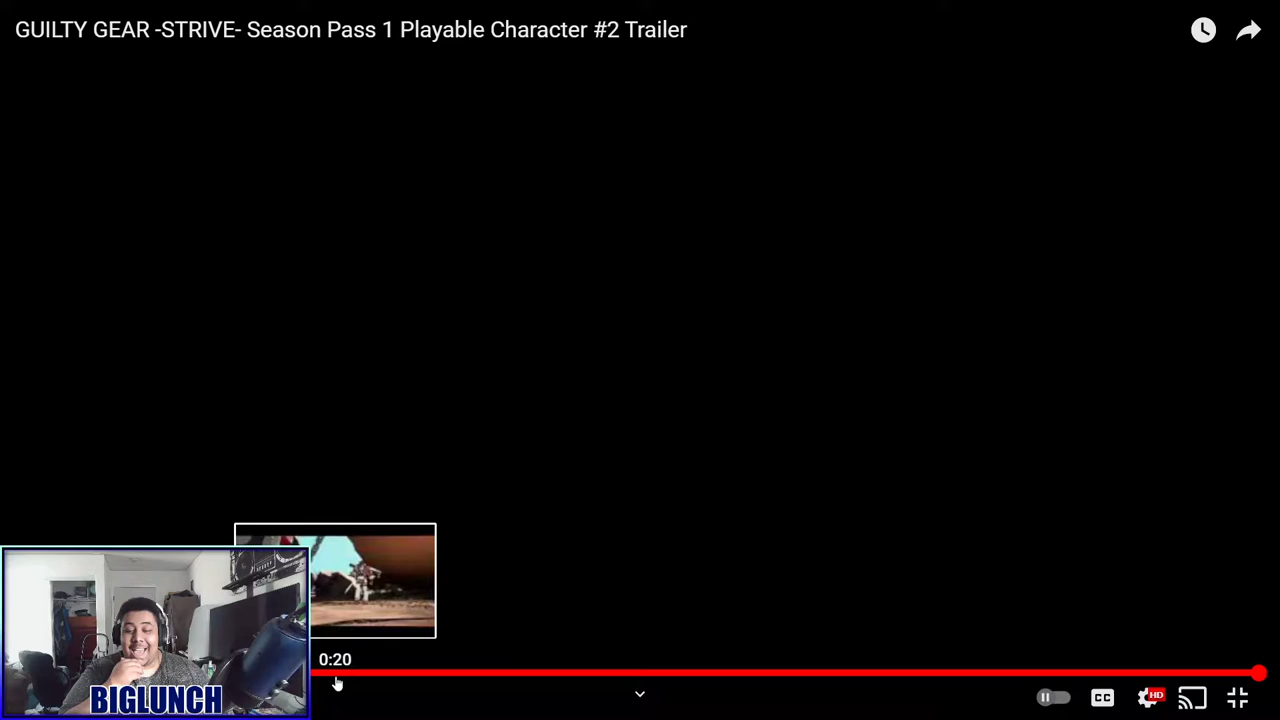 GUILTY GEAR -STRIVE- Season Pass 1 Playable Character #2 Trailer
0:20
BIGLUNCH
CC
HD